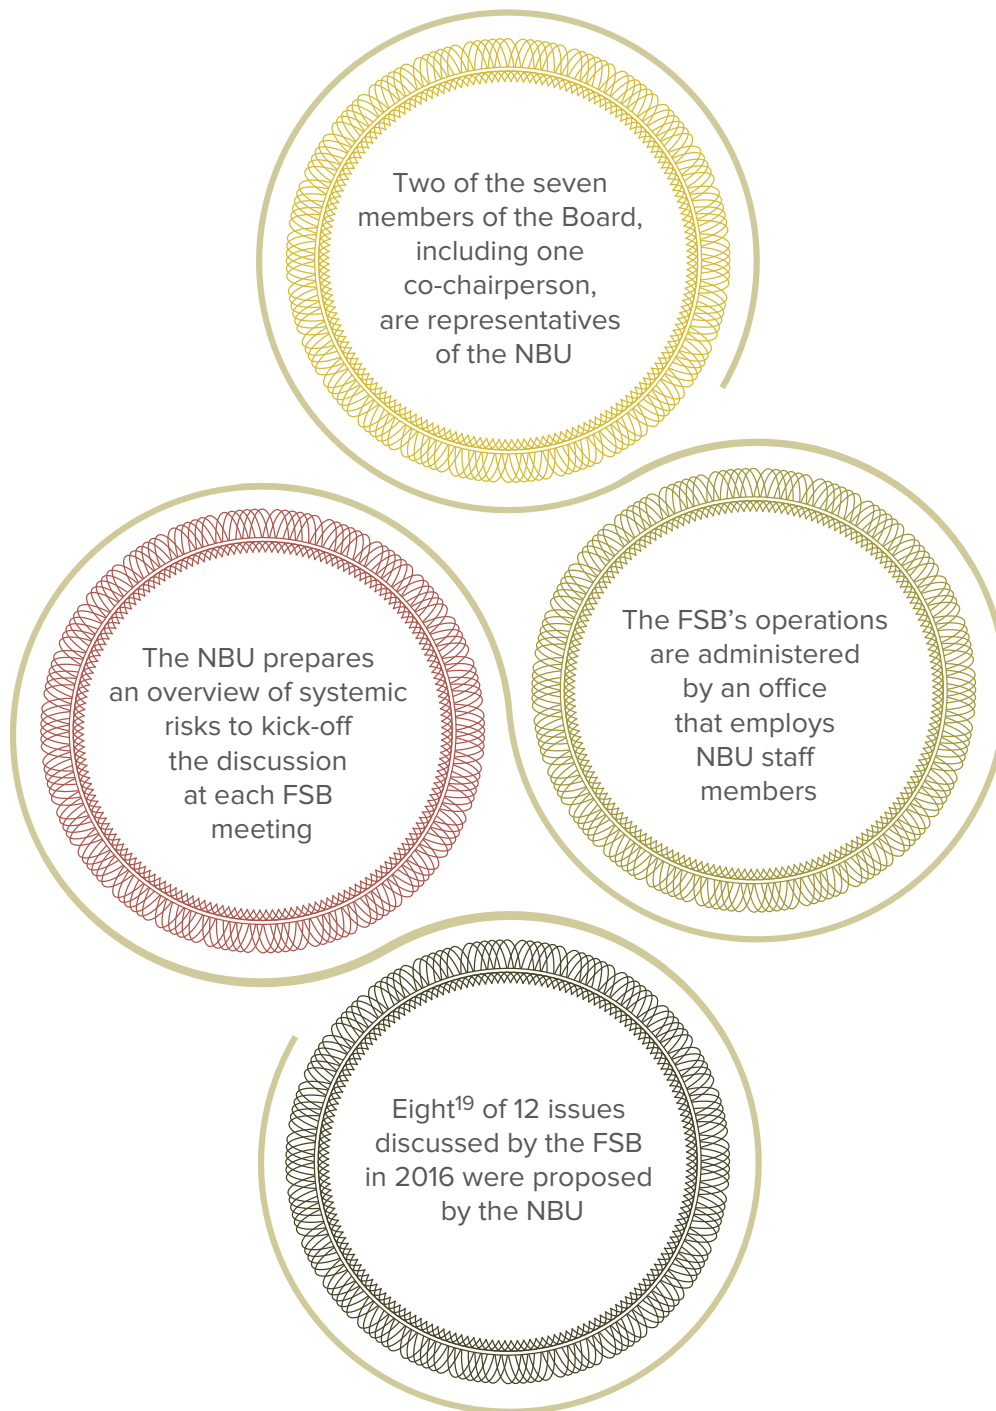 Two of the seven
members of the Board,
including one
co-chairperson,
are representatives
of the NBU
The FSB’s operations
are administered
by an office
that employs
NBU staff
members
The NBU prepares
an overview of systemic
risks to kick-off
the discussion
at each FSB
meeting
Eight¹⁹ of 12 issues
discussed by the FSB
in 2016 were proposed
by the NBU